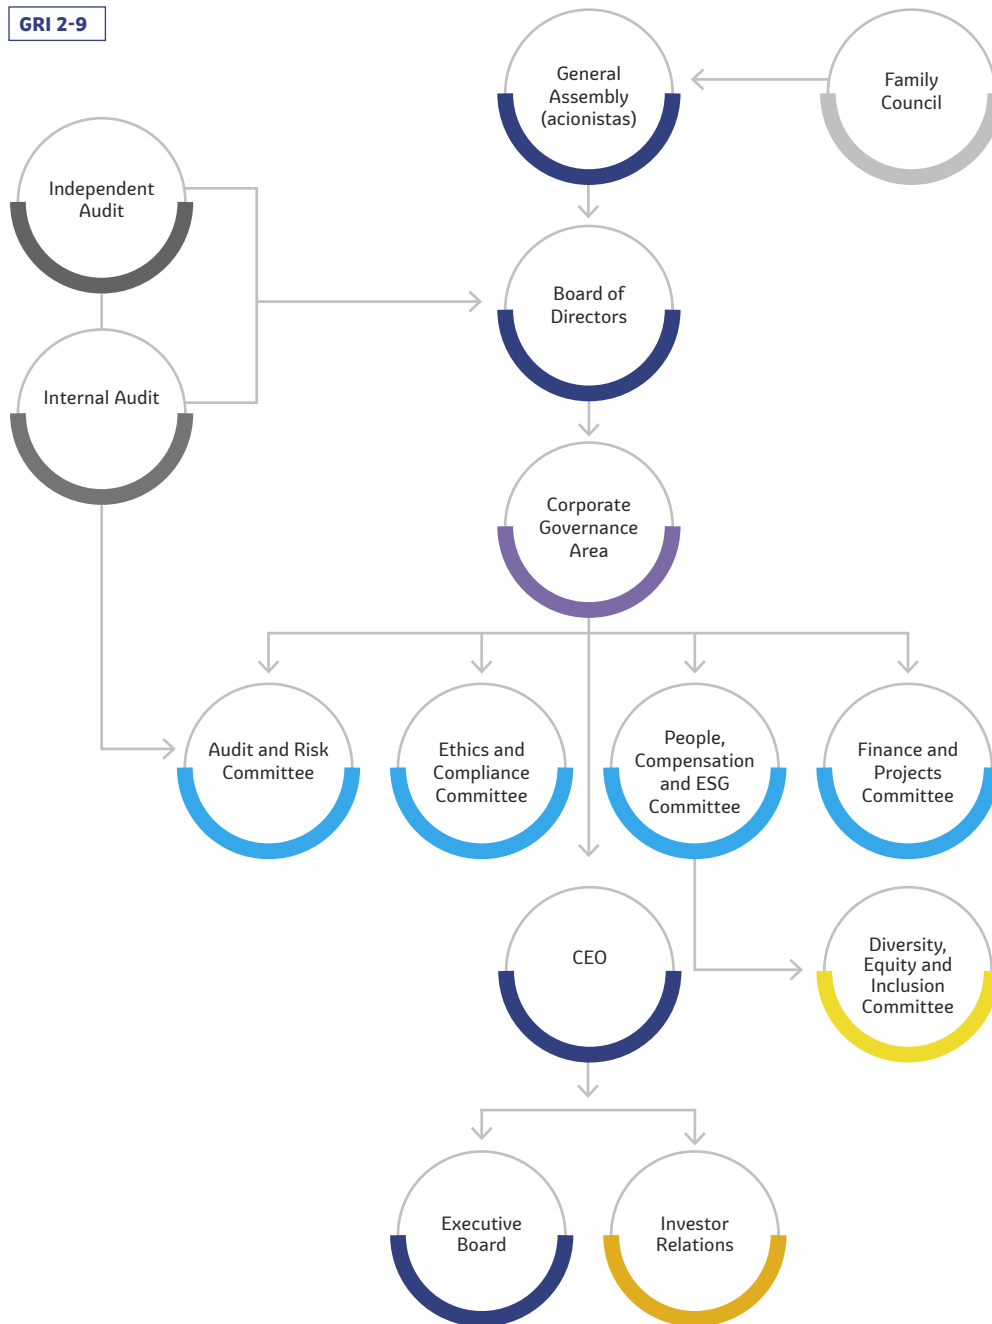 GRI 2-9
General
Assembly
(acionistas)
Family
Council
Independent
Audit
Board of
Directors
Internal Audit
Corporate
Governance
Area
Audit and Risk
Committee
Ethics and
Compliance
Committee
People,
Compensation
and ESG
Committee
Finance and
Projects
Committee
CEO
Diversity,
Equity and
Inclusion
Committee
Executive
Board
Investor
Relations